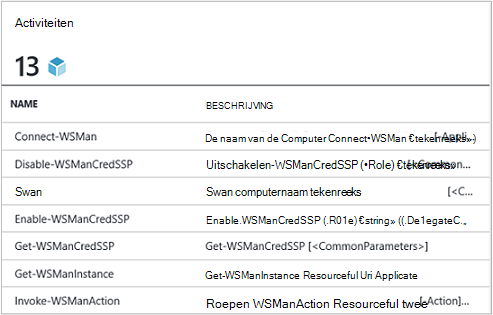 Activiteiten
13
NAME BESCHRIJVING
Connect-WSMan De naam van de Computer Connect•WSMan €tekenreeks») [-Appli...
Disable-WSManCredSSP Uitschakelen-WSManCredSSP (•Role) €tekenreeks» [<Common...
Swan Swan computernaam tekenreeks [<C...
Enable-WSManCredSSP Enable.WSManCredSSP (.R01e) €string» ((.De1egateC...
Get-WSManCredSSP Get-WSManCredSSP [<CommonParameters>]
Get-WSManInstance Get-WSManInstance Resourceful Uri Applicate
Invoke-WSManAction Roepen WSManAction Resourceful twee [-Action]...